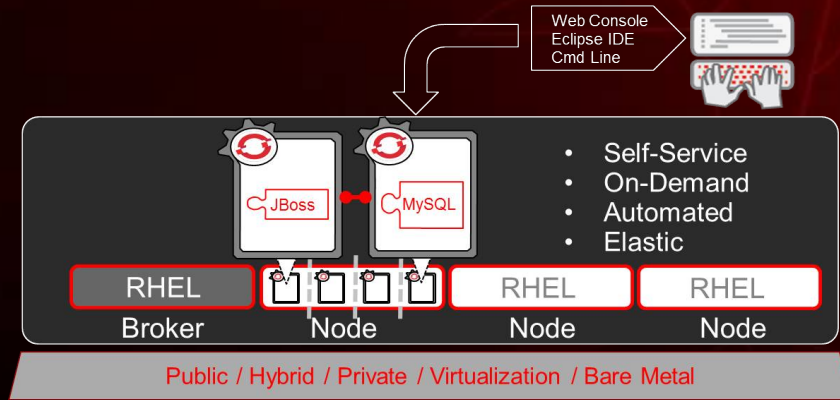 Web Console
Eclipse IDE
Cmd Line
JBoss
MySQL
• Self-Service
• On-Demand
• Automated
• Elastic
RHEL
RHEL
RHEL
Broker
Node
Node
Node
Public / Hybrid / Private / Virtualization / Bare Metal